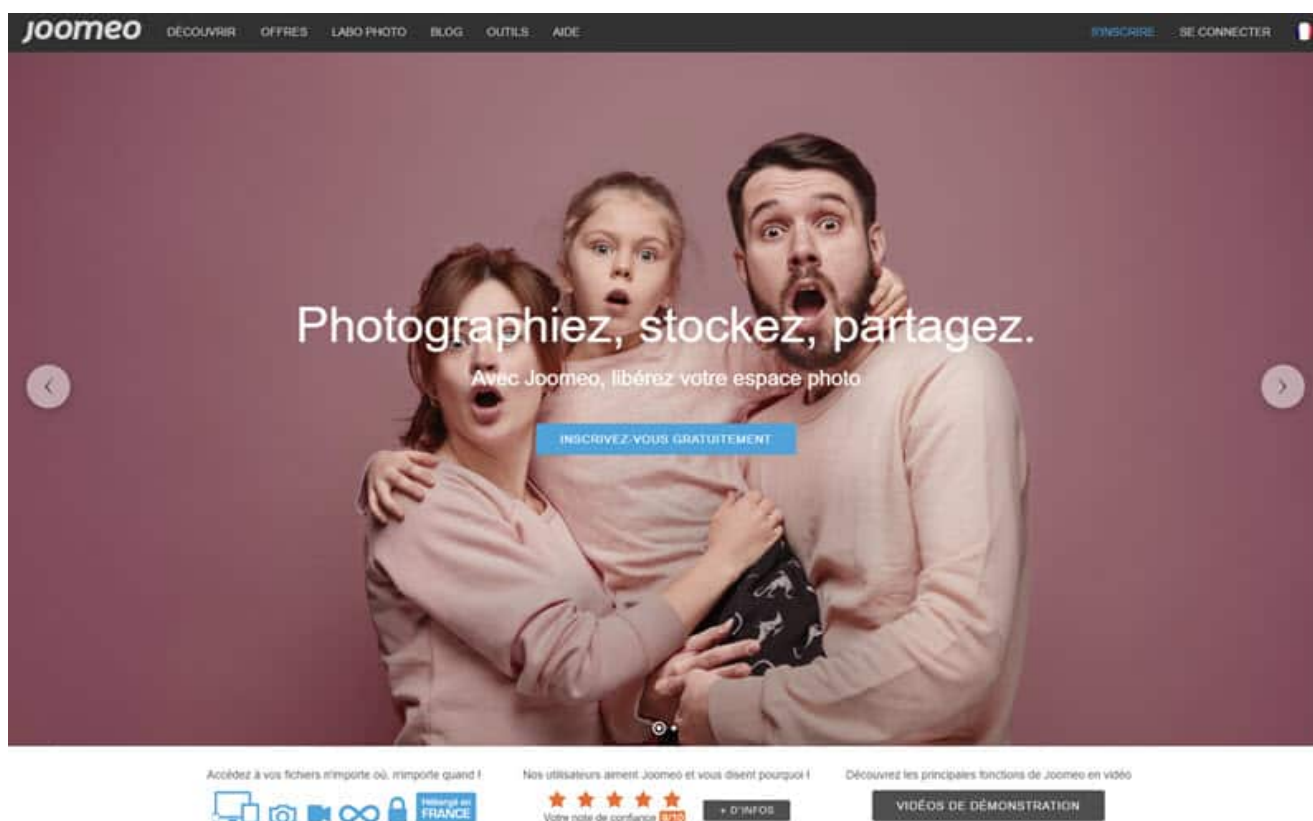 joomeo DÉCOUVRIR OFFRES LABO PHOTO BLOG OUTILS AIDE S'INSCRIRE SE CONNECTER
Photographiez, stockez, partagez.
Avec Joomeo, libérez votre espace photo
INSCRIVEZ-VOUS GRATUITEMENT
Accédez à vos fichiers n'importe où, n'importe quand !
Nos utilisateurs aiment Joomeo et vous disent pourquoi !
Découvrez les principales fonctions de Joomeo en vidéo
Hébergé en
FRANCE
Votre note de confiance 9/10
+ D'INFOS
VIDÉOS DE DÉMONSTRATION